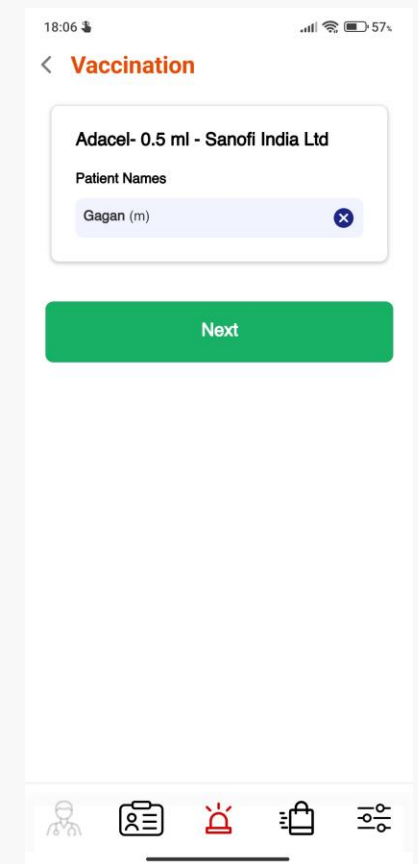 18:06 57%
Vaccination
Adacel- 0.5 ml - Sanofi India Ltd
Patient Names
Gagan (m)
Next